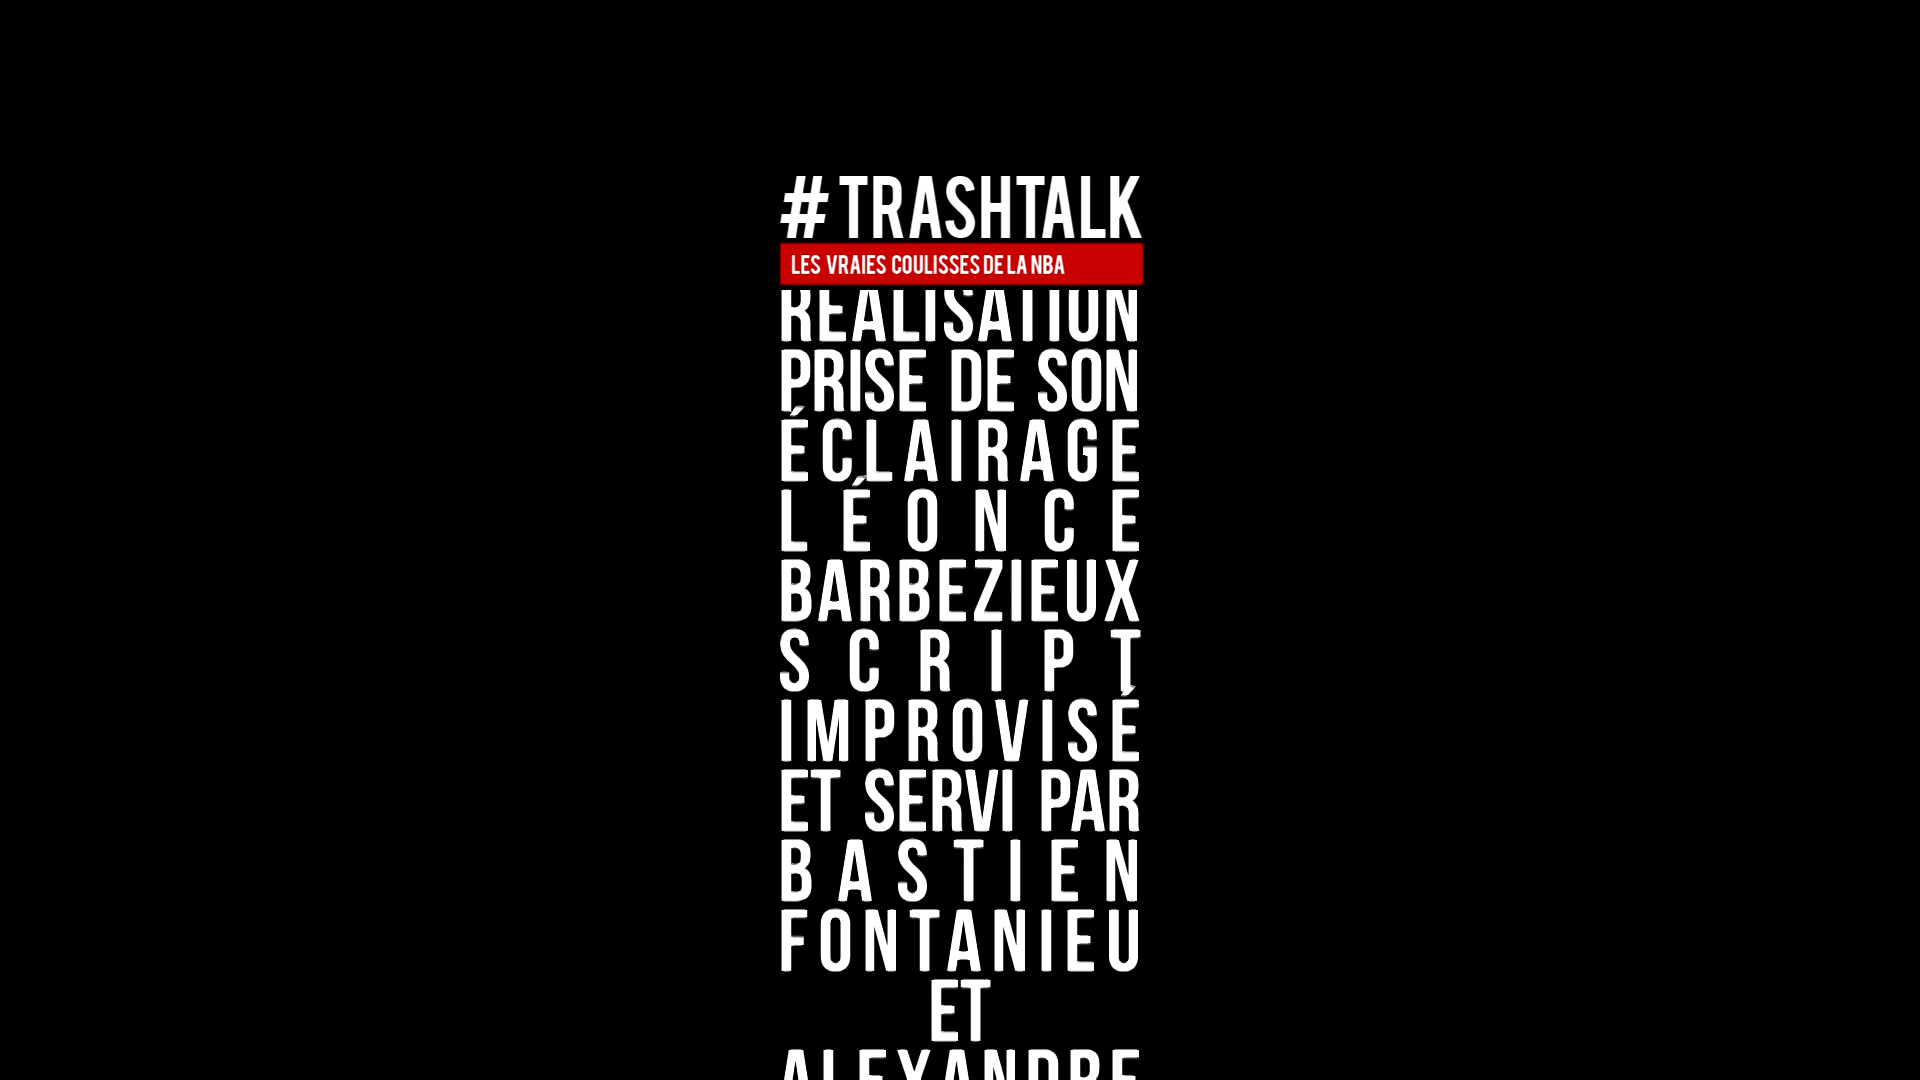 #TRASHTALK
LES VRAIES COULISSES DE LA NBA
RÉALISATION
PRISE DE SON
ÉCLAIRAGE
LÉONCE
BARBEZIEUX
SCRIPT
IMPROVISÉ
ET SERVI PAR
BASTIEN
FONTANIEU
ET
ALEXANDRE